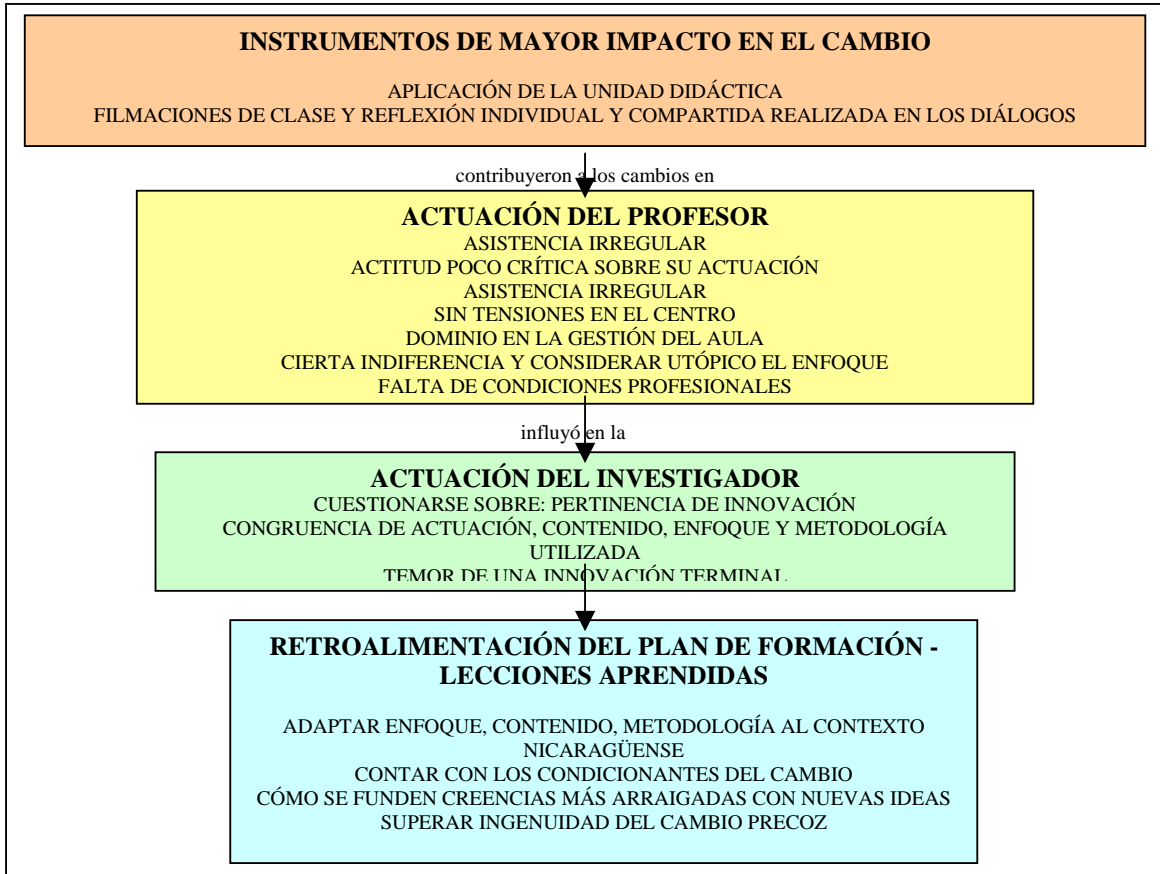 INSTRUMENTOS DE MAYOR IMPACTO EN EL CAMBIO
APLICACIÓN DE LA UNIDAD DIDÁCTICA
FILMACIONES DE CLASE Y REFLEXIÓN INDIVIDUAL Y COMPARTIDA REALIZADA EN LOS DIÁLOGOS
contribuyeron a los cambios en
ACTUACIÓN DEL PROFESOR
ASISTENCIA IRREGULAR
ACTITUD POCO CRÍTICA SOBRE SU ACTUACIÓN
ASISTENCIA IRREGULAR
SIN TENSIONES EN EL CENTRO
DOMINIO EN LA GESTIÓN DEL AULA
CIERTA INDIFERENCIA Y CONSIDERAR UTÓPICO EL ENFOQUE
FALTA DE CONDICIONES PROFESIONALES
influyó en la
ACTUACIÓN DEL INVESTIGADOR
CUESTIONARSE SOBRE: PERTINENCIA DE INNOVACIÓN
CONGRUENCIA DE ACTUACIÓN, CONTENIDO, ENFOQUE Y METODOLOGÍA
UTILIZADA
TEMOR DE UNA INNOVACIÓN TERMINAL
RETROALIMENTACIÓN DEL PLAN DE FORMACIÓN -
LECCIONES APRENDIDAS
ADAPTAR ENFOQUE, CONTENIDO, METODOLOGÍA AL CONTEXTO
NICARAGÜENSE
CONTAR CON LOS CONDICIONANTES DEL CAMBIO
CÓMO SE FUNDEN CREENCIAS MÁS ARRAIGADAS CON NUEVAS IDEAS
SUPERAR INGENUIDAD DEL CAMBIO PRECOZ